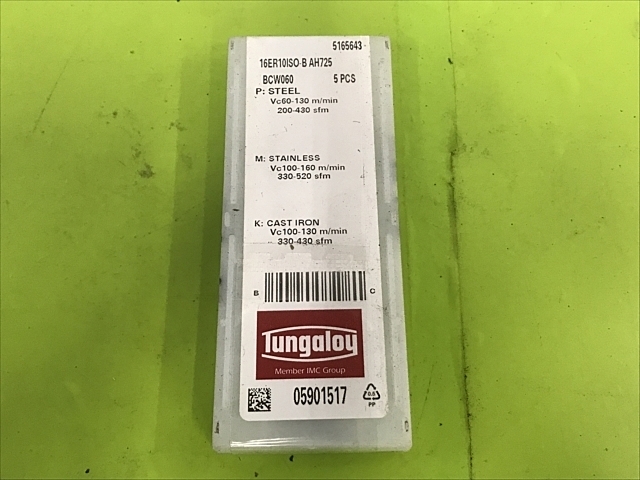 5165643
16ER10ISO-B AH725
BCW060 5 PCS
P: STEEL
Vc60-130 m/min
200-430 sfm
M: STAINLESS
Vc100-160 m/min
330-520 sfm
K: CAST IRON
Vc100-130 m/min
330-430 sfm
B C
Tungaloy
Member IMC Group
05901517
PP